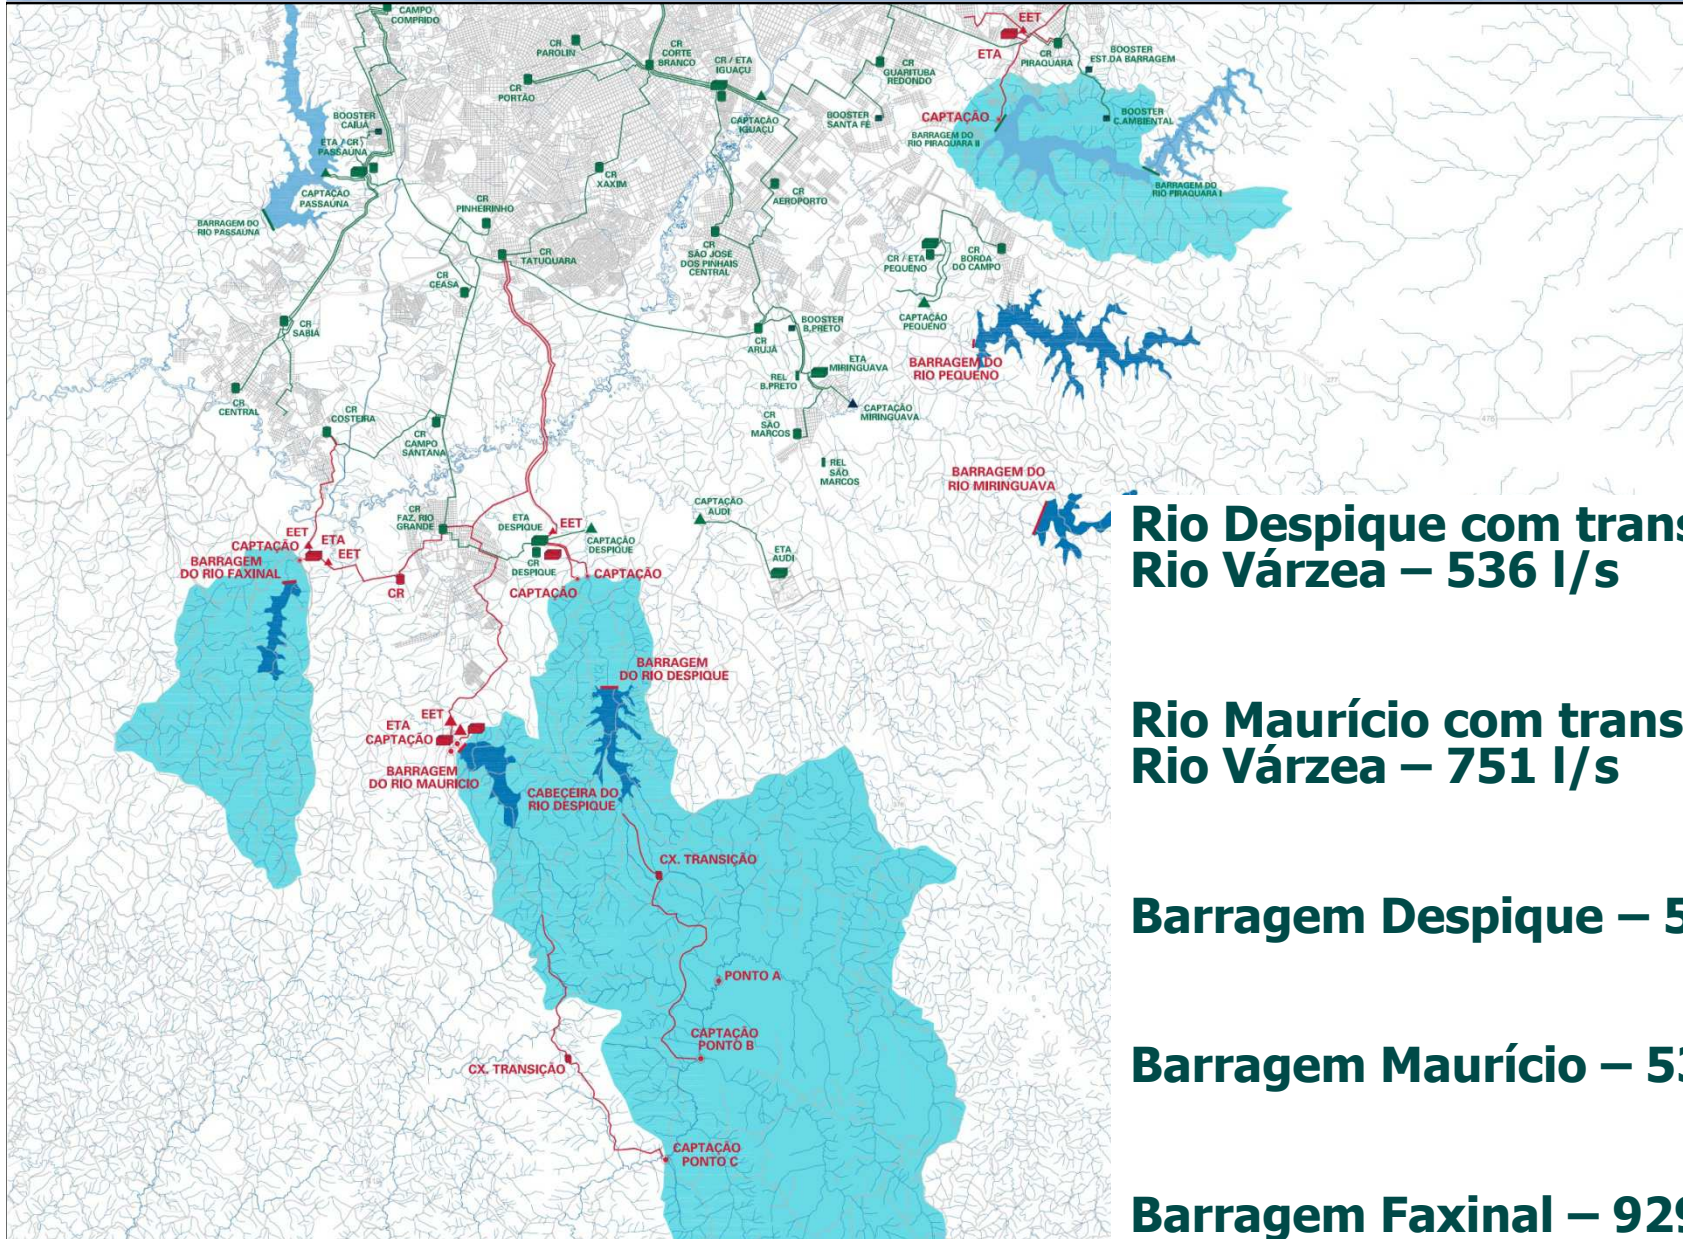 CAMPO
COMPRIDO
CR
PAROLIN
CR
CORTE
BRANCO
CR / ETA
IGUAÇU
CR
PORTÃO
CAPTAÇÃO
IGUAÇU
BOOSTER
SANTA FÉ
CR
GUARITUBA
REDONDO
EET
ETA
CR
PIRAQUARA
BOOSTER
EST.DA BARRAGEM
CAPTAÇÃO
BARRAGEM DO
RIO PIRAQUARA II
BOOSTER
C.AMBIENTAL
BARRAGEM DO
RIO PIRAQUARA I
BOOSTER
CAIUÁ
ETA / CR
PASSAÚNA
CAPTAÇÃO
PASSAÚNA
BARRAGEM DO
RIO PASSAUNA
CR
XAXIM
CR
PINHEIRINHO
CR
TATUQUARA
CR
CEASA
CR
AEROPORTO
CR
SÃO JOSÉ
DOS PINHAIS
CENTRAL
CR / ETA
PEQUENO
CR
BORDA
DO CAMPO
CAPTAÇÃO
PEQUENO
BARRAGEM DO
RIO PEQUENO
CR
SABIÁ
CR
CENTRAL
CR
COSTEIRA
CR
CAMPO
SANTANA
CR
ARUJÁ
BOOSTER
B.PRETO
ETA
MIRINGUAVA
REL
B.PRETO
CAPTAÇÃO
MIRINGUAVA
CR
SÃO
MARCOS
REL
SÃO
MARCOS
277
476
BARRAGEM DO
RIO MIRINGUAVA
CAPTAÇÃO
AUDI
ETA
AUDI
CR
FAZ. RIO
GRANDE
ETA
DESPIQUE
EET
CAPTAÇÃO
DESPIQUE
CR
DESPIQUE
CAPTAÇÃO
CAPTAÇÃO
EET
CAPTAÇÃO
ETA
EET
BARRAGEM
DO RIO FAXINAL
CR
BARRAGEM
DO RIO DESPIQUE
EET
ETA
CAPTAÇÃO
BARRAGEM
DO RIO MAURICIO
CABECEIRA DO
RIO DESPIQUE
CX. TRANSIÇÃO
PONTO A
CAPTAÇÃO
PONTO B
CX. TRANSIÇÃO
CAPTAÇÃO
PONTO C
Rio Despique com trans
Rio Várzea – 536 l/s
Rio Maurício com trans
Rio Várzea – 751 l/s
Barragem Despique – 5
Barragem Maurício – 53
Barragem Faxinal – 929